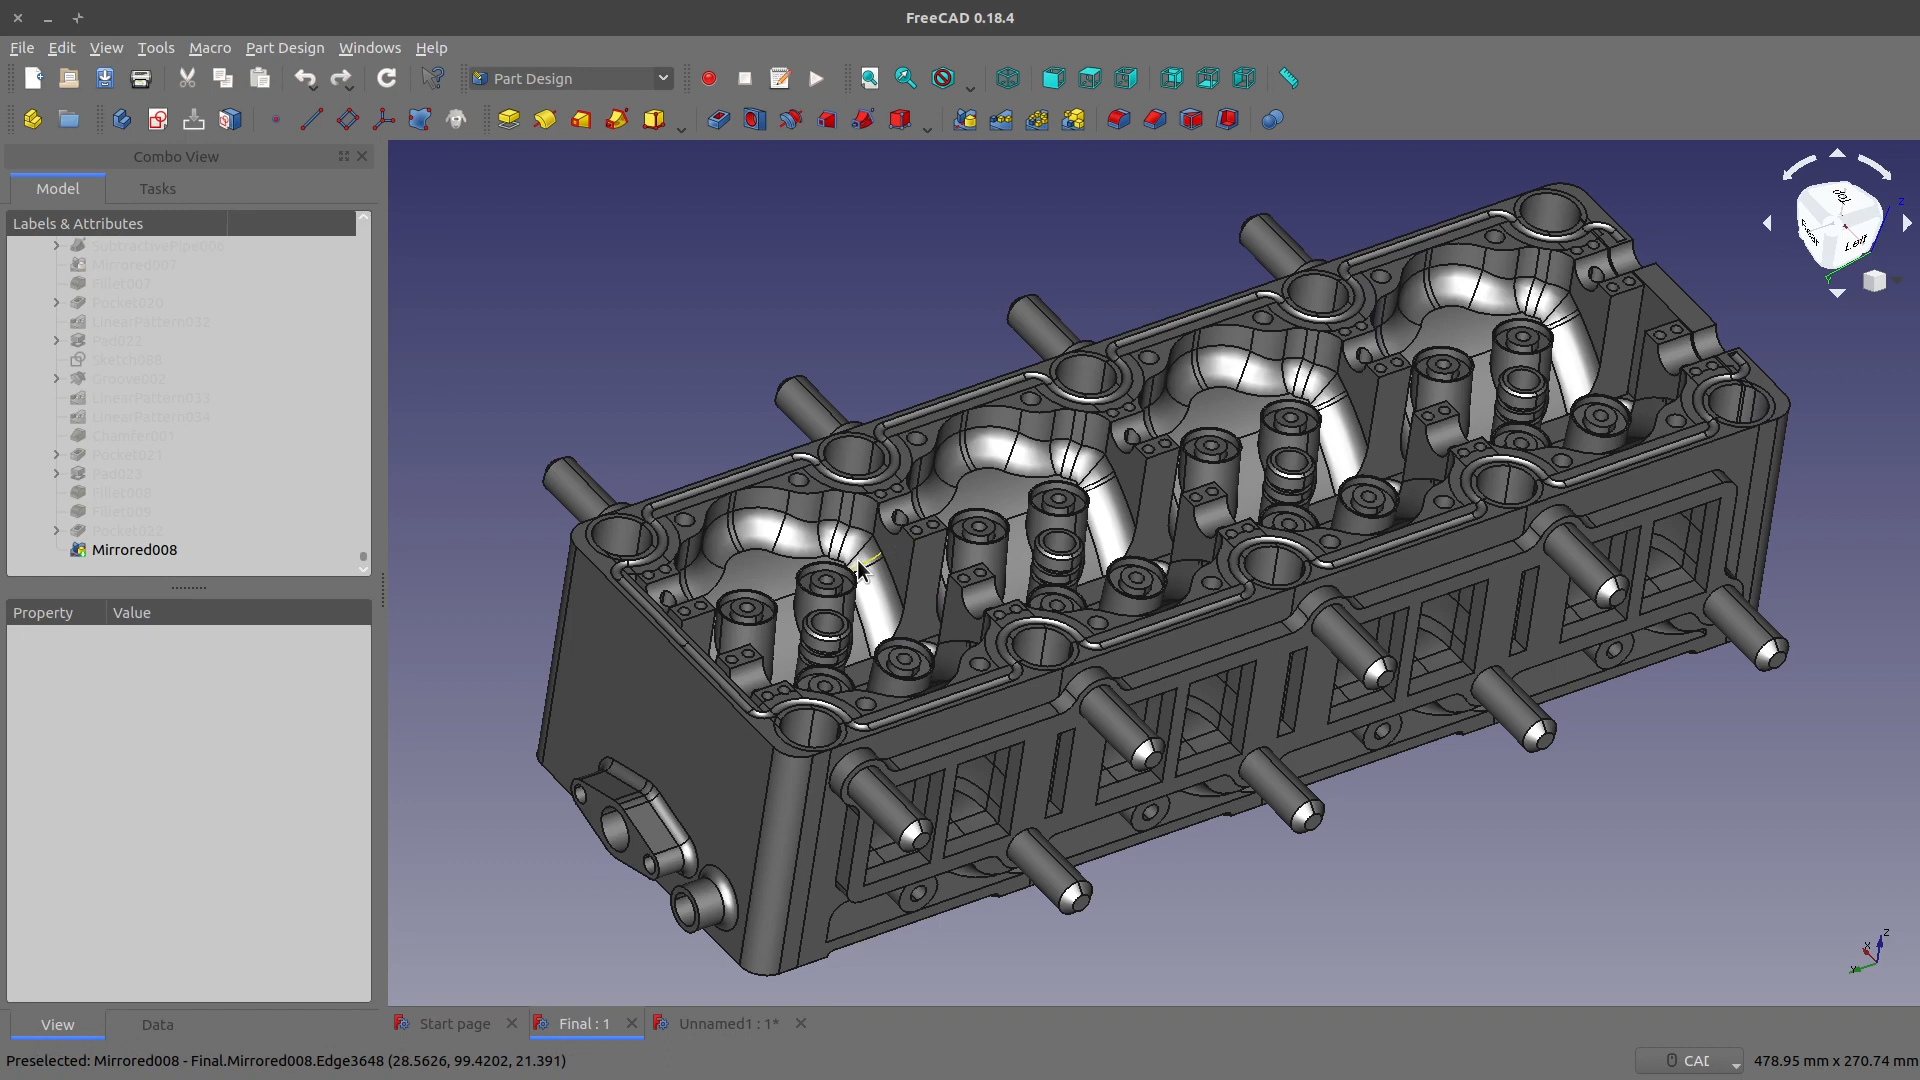 FreeCAD 0.18.4
File Edit View Tools Macro Part Design Windows Help
Part Design
Combo View
Model Tasks
Labels & Attributes
SubtractivePipe006
Mirrored007
Fillet007
Pocket020
LinearPattern032
Pad022
Sketch088
Groove002
LinearPattern033
LinearPattern034
Chamfer001
Pocket021
Pad023
Fillet008
Fillet009
Pocket022
Mirrored008
Property Value
Top
Rear
Left
Z
Y
Z
X
Y
View Data
Start page Final : 1 Unnamed1 : 1*
Preselected: Mirrored008 - Final.Mirrored008.Edge3648 (28.5626, 99.4202, 21.391)
CAD
478.95 mm x 270.74 mm